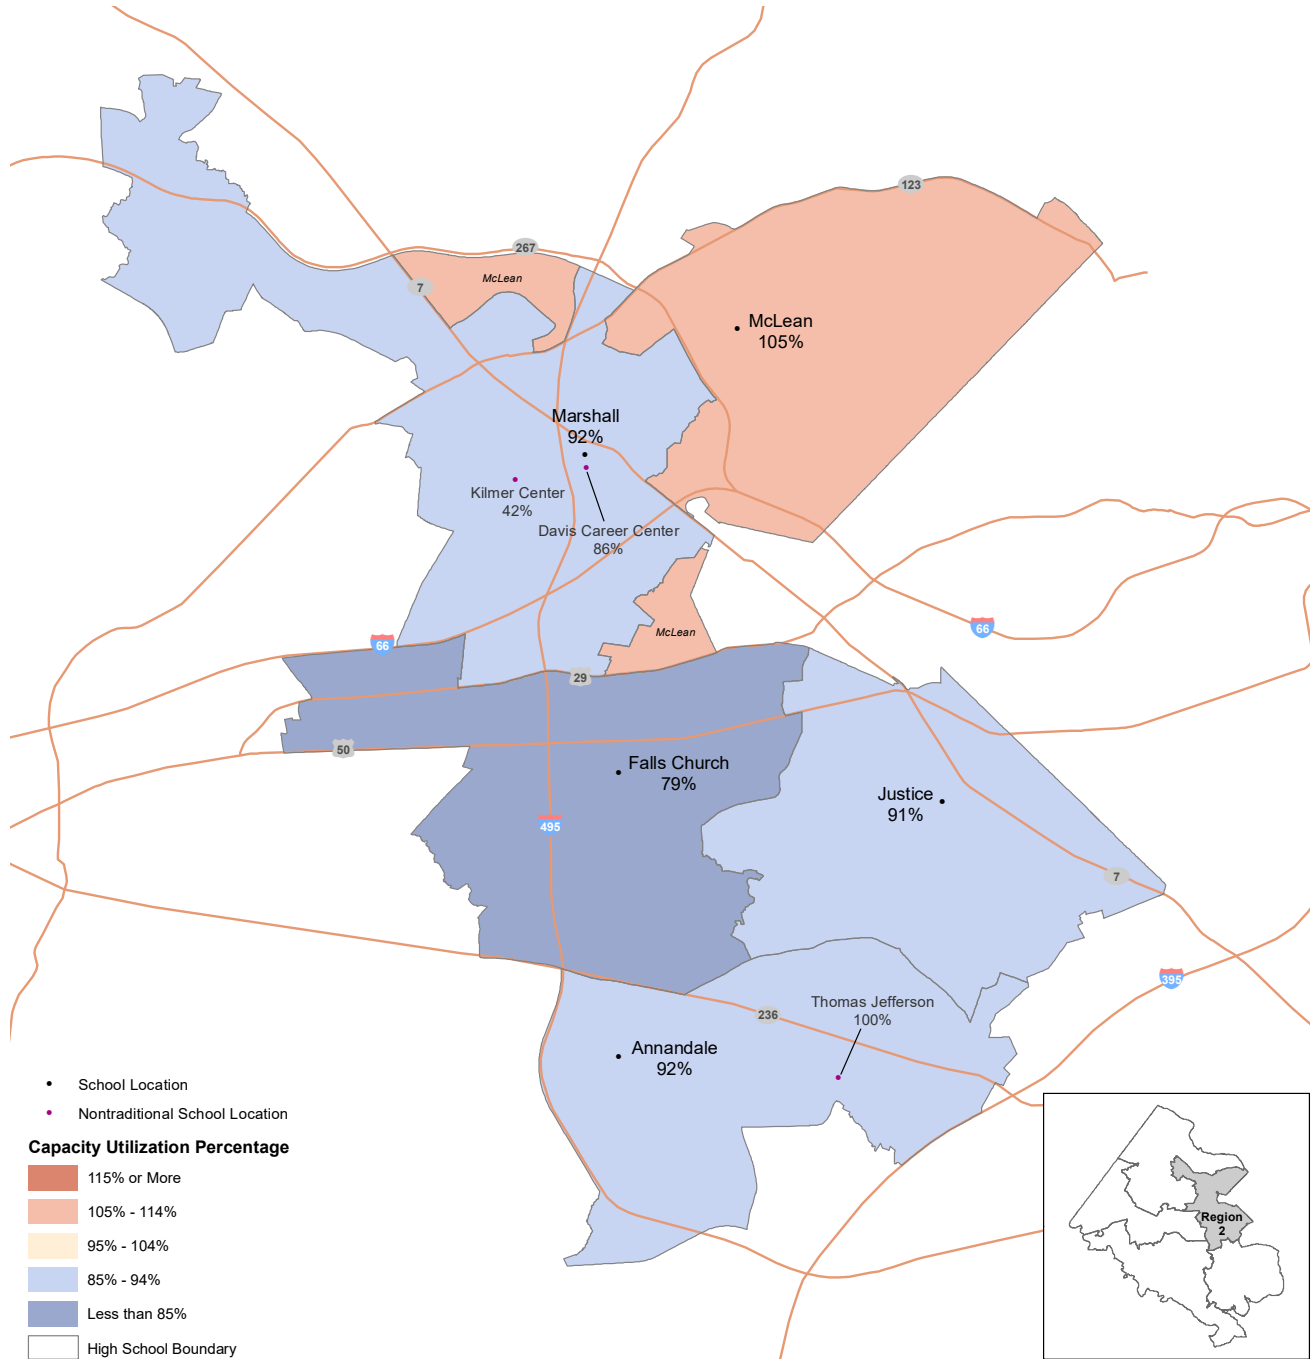 123
267
McLean
7
McLean
105%
Marshall
92%
Kilmer Center
42%
Davis Career Center
86%
McLean
66
66
29
50
Falls Church
79%
Justice
91%
495
7
395
Thomas Jefferson
100%
236
Annandale
92%
School Location
Nontraditional School Location
Capacity Utilization Percentage
115% or More
105% - 114%
95% - 104%
85% - 94%
Less than 85%
High School Boundary
Region
2